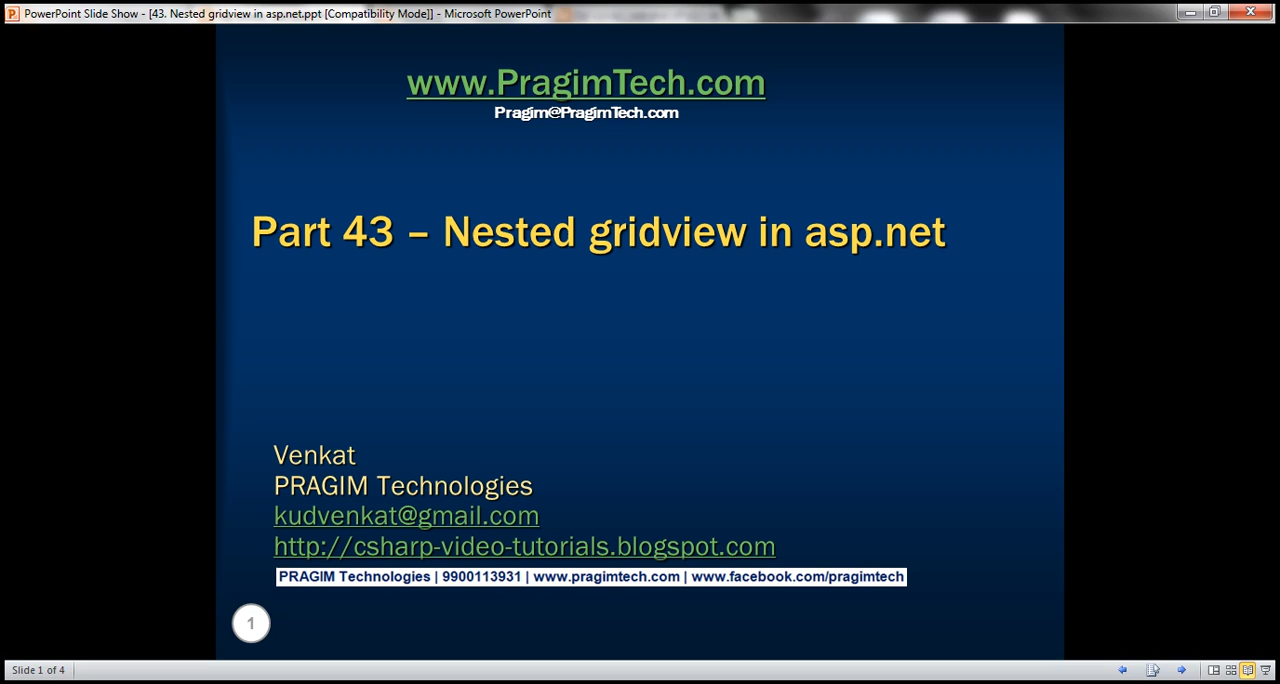 PowerPoint Slide Show - [43. Nested gridview in asp.net.ppt [Compatibility Mode]] - Microsoft PowerPoint
www.PragimTech.com
Pragim@PragimTech.com
Part 43 – Nested gridview in asp.net
Venkat
PRAGIM Technologies
kudvenkat@gmail.com
http://csharp-video-tutorials.blogspot.com
PRAGIM Technologies | 9900113931 | www.pragimtech.com | www.facebook.com/pragimtech
1
Slide 1 of 4